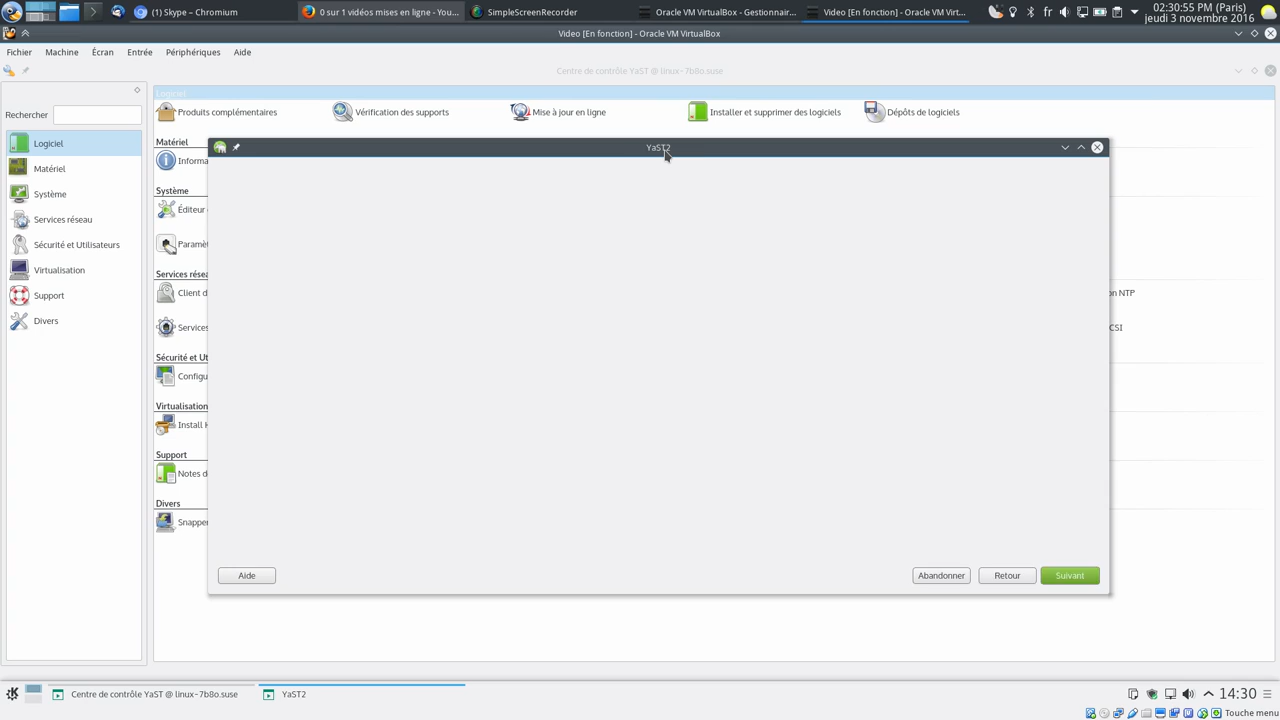 (1) Skype - Chromium
0 sur 1 vidéos mises en ligne - You...
SimpleScreenRecorder
Oracle VM VirtualBox - Gestionnair...
Video [En fonction] - Oracle VM Virt...
fr
02:30:55 PM (Paris)
jeudi 3 novembre 2016
Video [En fonction] - Oracle VM VirtualBox
Fichier Machine Écran Entrée Périphériques Aide
Centre de contrôle YaST @ linux-7b8o.suse
Rechercher
Logiciel
Matériel
Système
Services réseau
Sécurité et Utilisateurs
Virtualisation
Support
Divers
Logiciel
Produits complémentaires
Vérification des supports
Mise à jour en ligne
Installer et supprimer des logiciels
Dépôts de logiciels
Matériel
Informa
Système
Éditeur
Paramèt
Services résea
Client d
on NTP
Services
CSI
Sécurité et Ut
Configu
Virtualisation
Install H
Support
Notes d
Divers
Snapper
YaST2
Aide
Abandonner
Retour
Suivant
Centre de contrôle YaST @ linux-7b8o.suse
YaST2
14:30
Touche menu